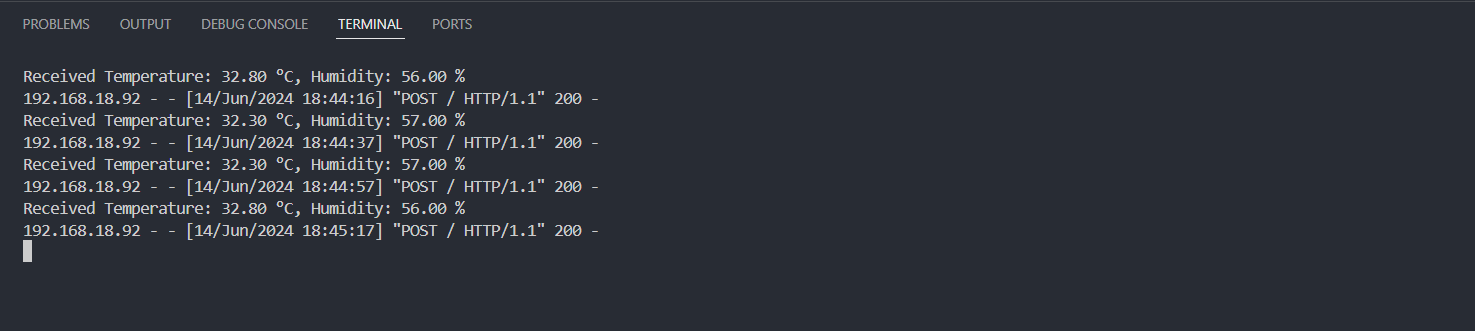 PROBLEMS OUTPUT DEBUG CONSOLE TERMINAL PORTS
Received Temperature: 32.80 ºC, Humidity: 56.00 %
192.168.18.92 - - [14/Jun/2024 18:44:16] "POST / HTTP/1.1" 200 -
Received Temperature: 32.30 ºC, Humidity: 57.00 %
192.168.18.92 - - [14/Jun/2024 18:44:37] "POST / HTTP/1.1" 200 -
Received Temperature: 32.30 ºC, Humidity: 57.00 %
192.168.18.92 - - [14/Jun/2024 18:44:57] "POST / HTTP/1.1" 200 -
Received Temperature: 32.80 ºC, Humidity: 56.00 %
192.168.18.92 - - [14/Jun/2024 18:45:17] "POST / HTTP/1.1" 200 -